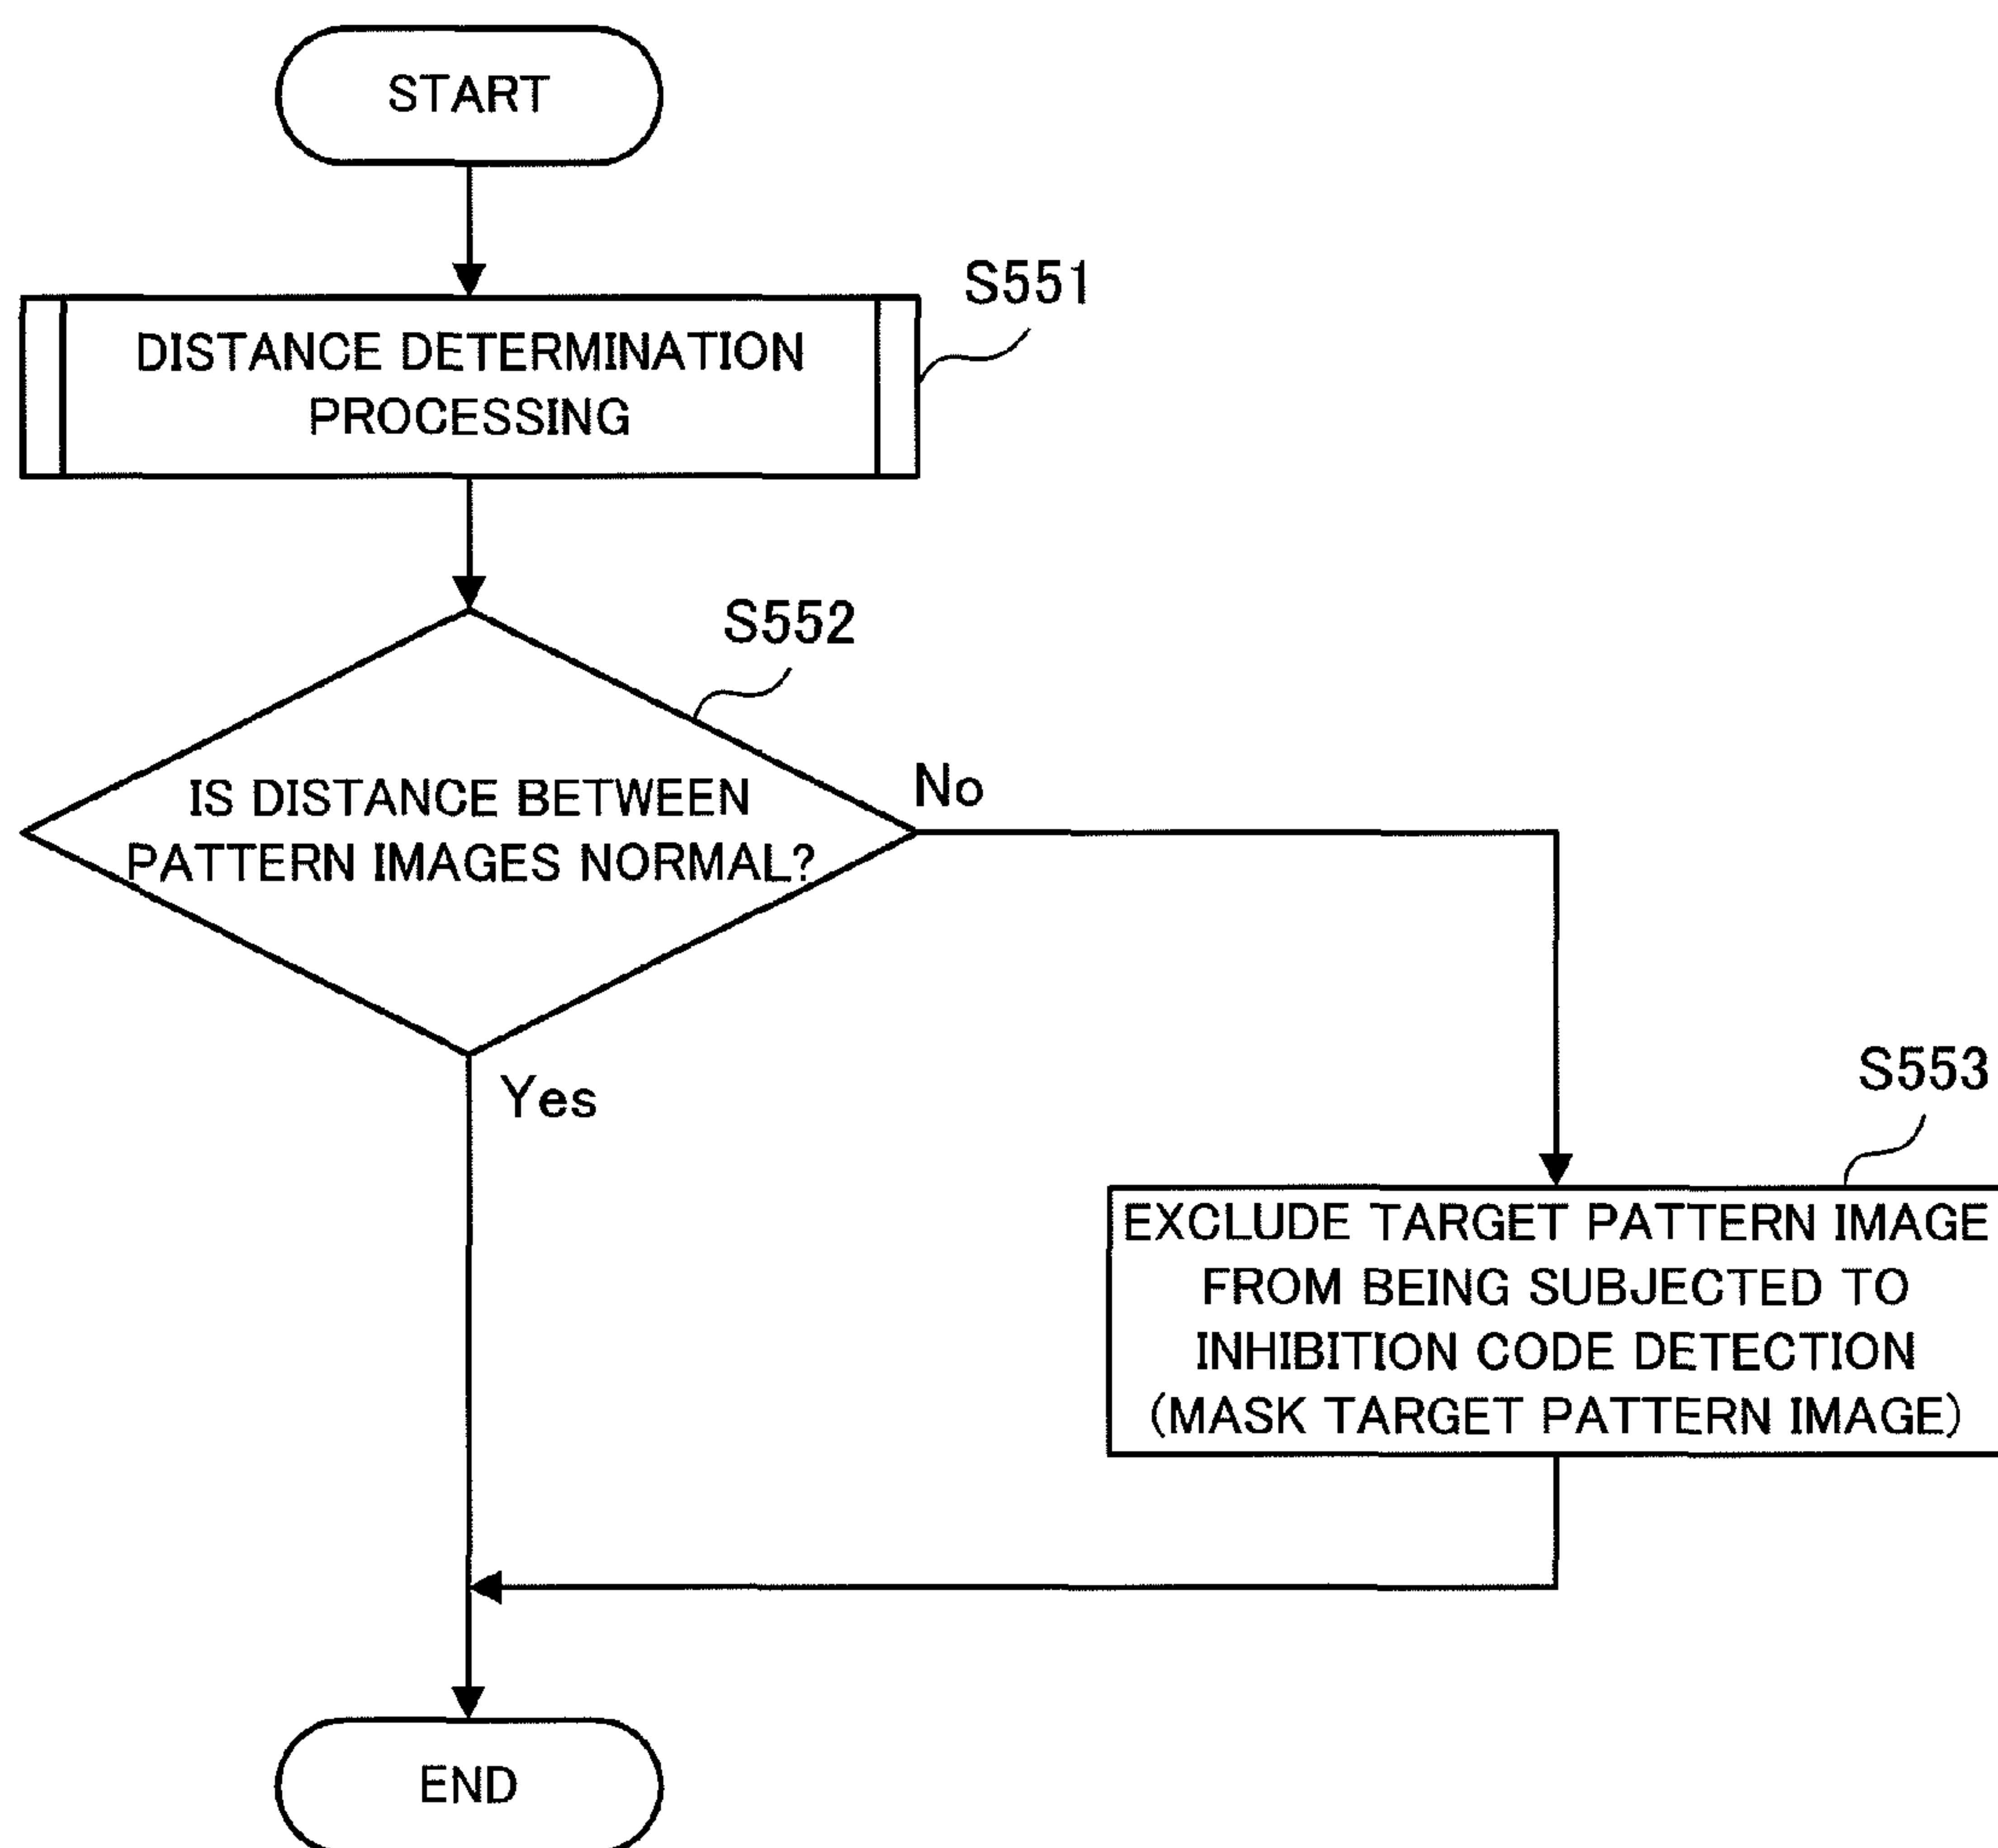 START
S551
DISTANCE DETERMINATION
PROCESSING
S552
IS DISTANCE BETWEEN
PATTERN IMAGES NORMAL?
No
Yes
S553
EXCLUDE TARGET PATTERN IMAGE
FROM BEING SUBJECTED TO
INHIBITION CODE DETECTION
(MASK TARGET PATTERN IMAGE)
END